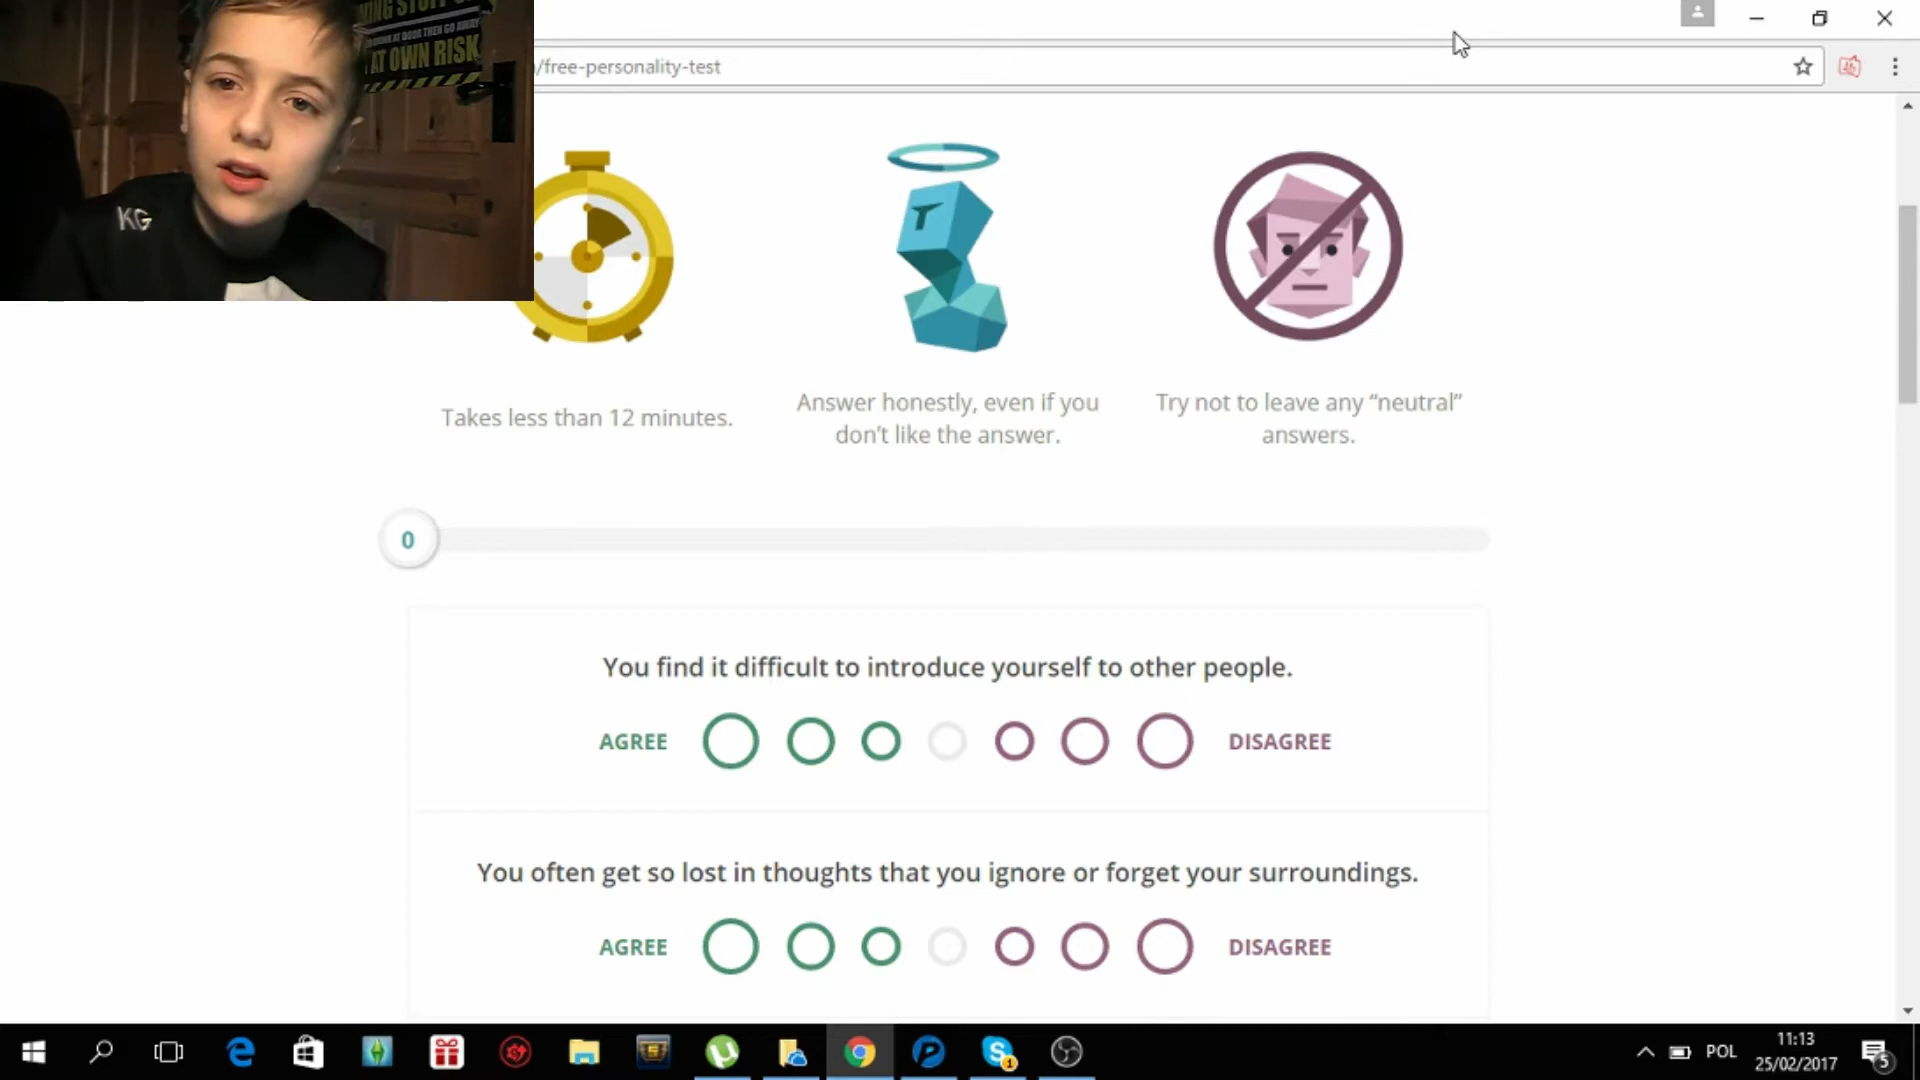 AT OWN RISK
KG
/free-personality-test
T
Takes less than 12 minutes.
Answer honestly, even if you
don't like the answer.
Try not to leave any “neutral”
answers.
0
You find it difficult to introduce yourself to other people.
AGREE
DISAGREE
You often get so lost in thoughts that you ignore or forget your surroundings.
AGREE
DISAGREE
1
POL
11:13
25/02/2017
5